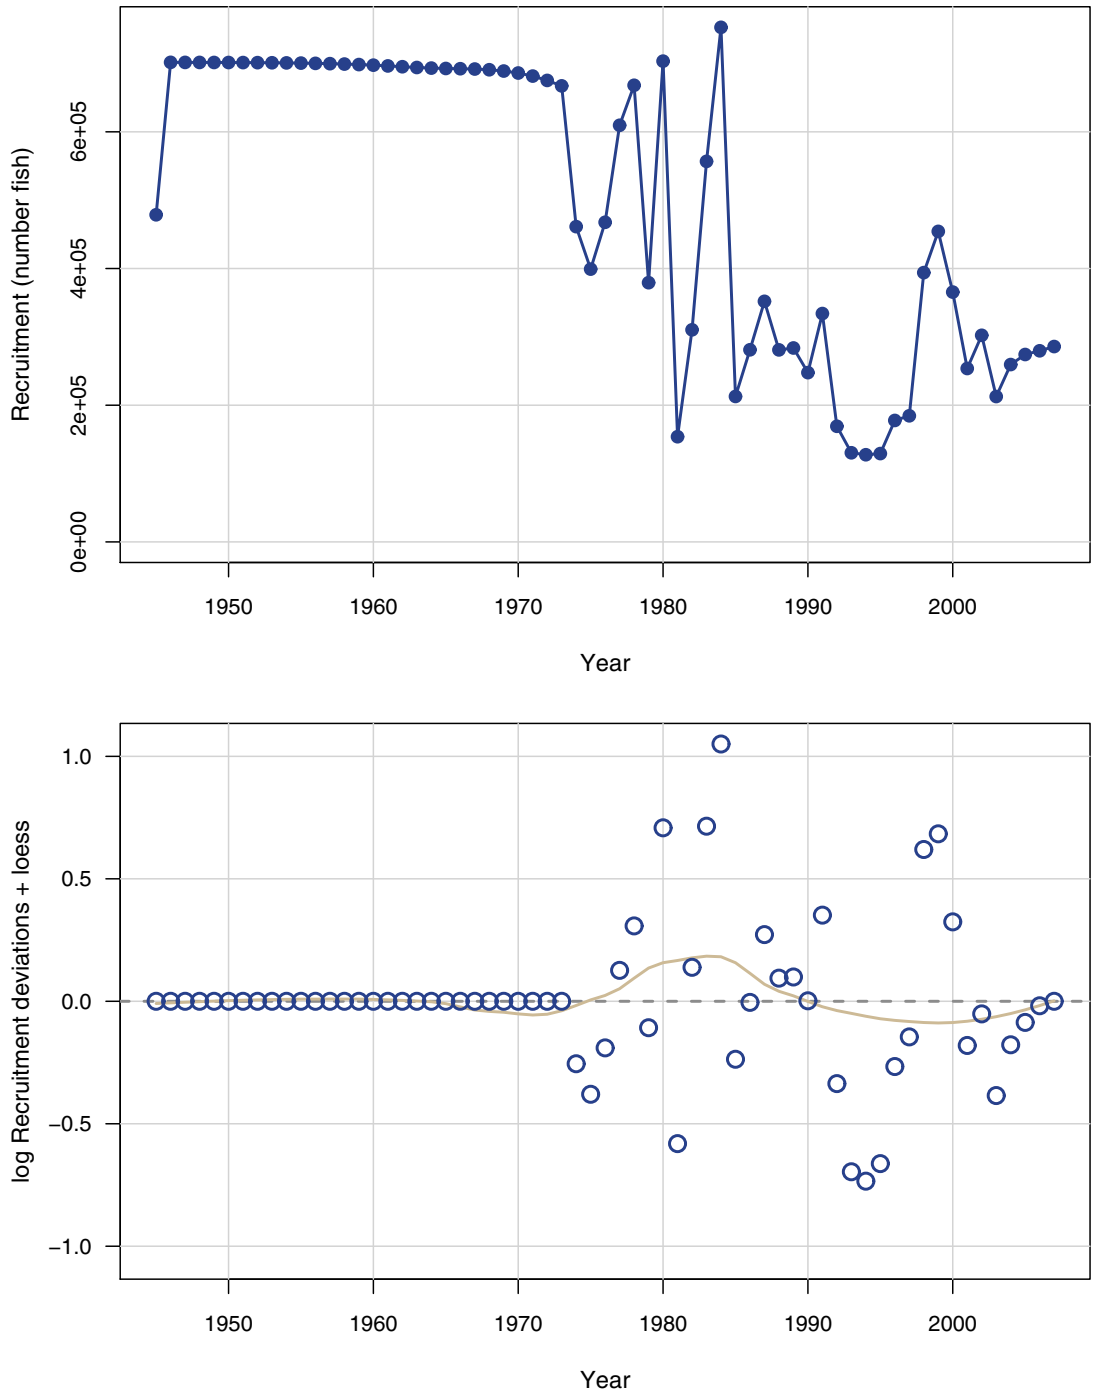 Recruitment (number fish)
6e+05
4e+05
2e+05
0e+00
1950 1960 1970 1980 1990 2000
Year
log Recruitment deviations + loess
1.0
0.5
0.0
−0.5
−1.0
1950 1960 1970 1980 1990 2000
Year